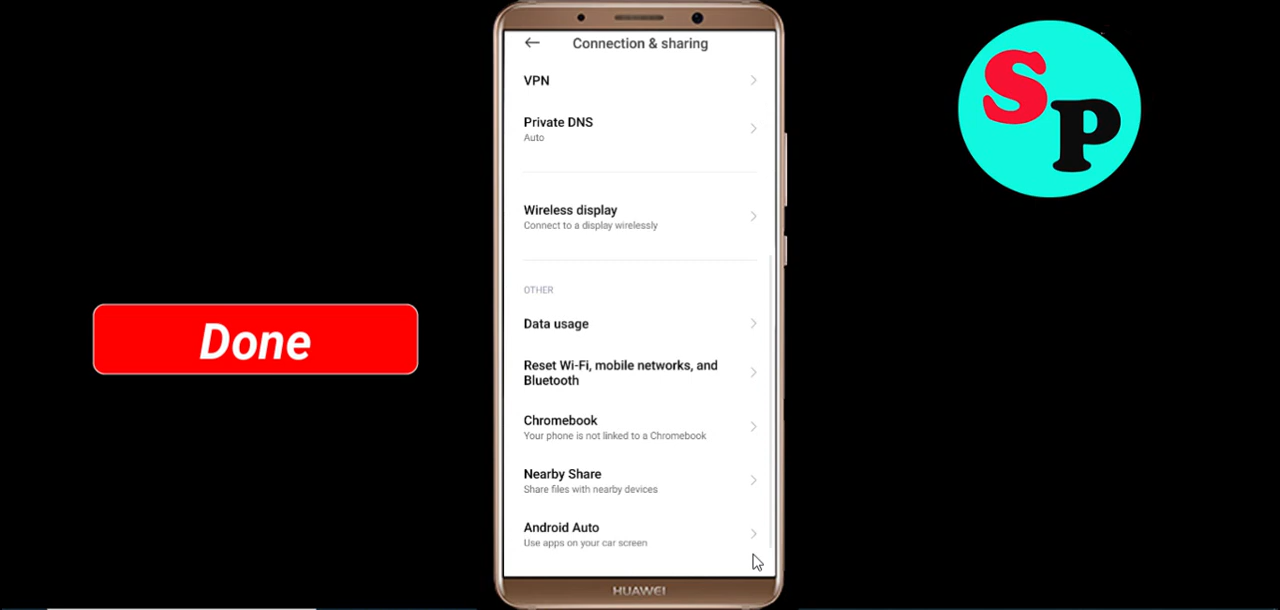 Connection & sharing
VPN
Private DNS
Auto
Wireless display
Connect to a display wirelessly
OTHER
Data usage
Reset Wi-Fi, mobile networks, and
Bluetooth
Chromebook
Your phone is not linked to a Chromebook
Nearby Share
Share files with nearby devices
Android Auto
Use apps on your car screen
HUAWEI
Done
SP